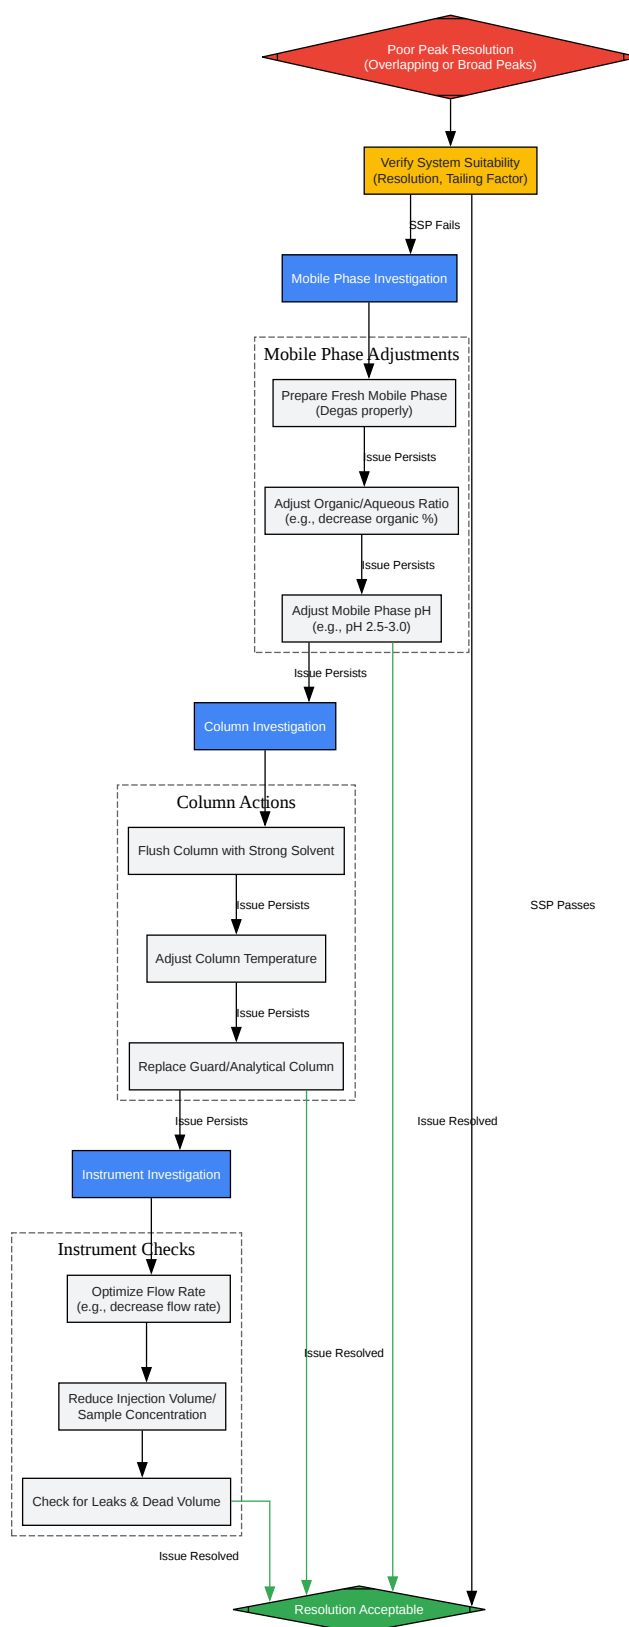 Poor Peak Resolution
(Overlapping or Broad Peaks)
Verify System Suitability
(Resolution, Tailing Factor)
SSP Fails
Mobile Phase Investigation
Mobile Phase Adjustments
Prepare Fresh Mobile Phase
(Degas properly)
Issue Persists
Adjust Organic/Aqueous Ratio
(e.g., decrease organic %)
Issue Persists
Adjust Mobile Phase pH
(e.g., pH 2.5-3.0)
Issue Persists
Column Investigation
Column Actions
Flush Column with Strong Solvent
Issue Persists
SSP Passes
Adjust Column Temperature
Issue Persists
Replace Guard/Analytical Column
Issue Persists
Issue Resolved
Instrument Investigation
Instrument Checks
Optimize Flow Rate
(e.g., decrease flow rate)
Issue Resolved
Reduce Injection Volume/
Sample Concentration
Check for Leaks & Dead Volume
Issue Resolved
Resolution Acceptable